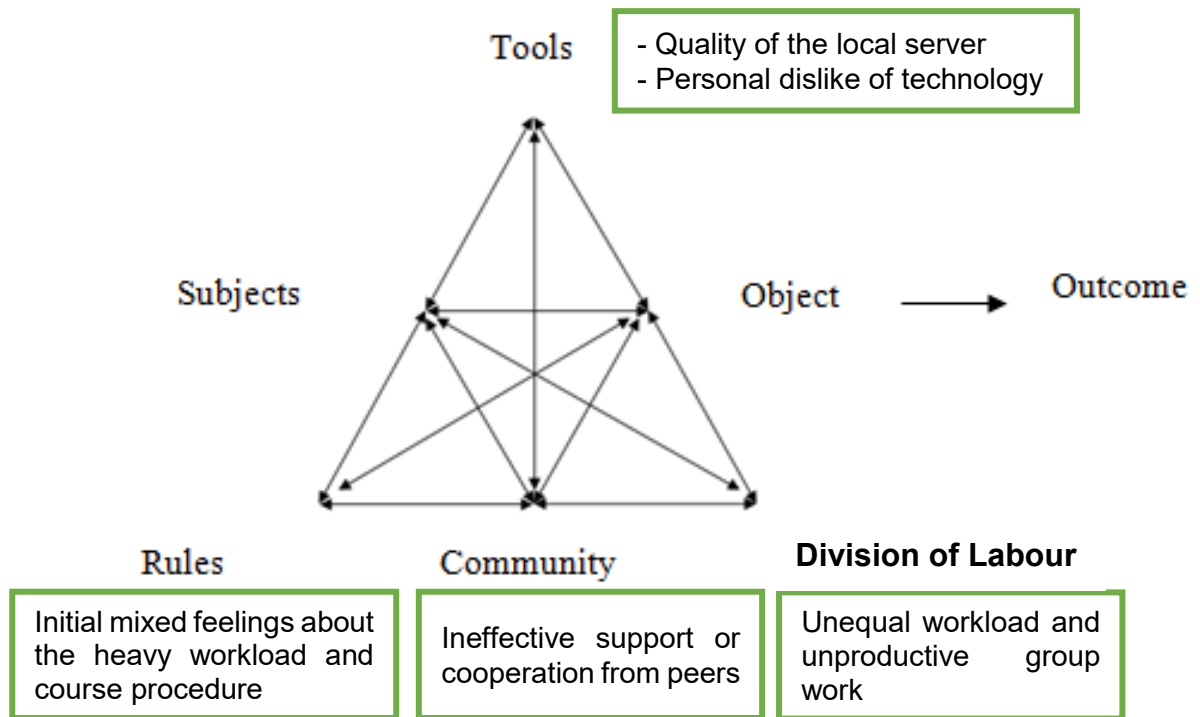 Tools
- Quality of the local server
- Personal dislike of technology
Subjects
Object
Outcome
Rules
Community
Division of Labour
Initial mixed feelings about
the heavy workload and
course procedure
Ineffective support or
cooperation from peers
Unequal workload and
unproductive group
work